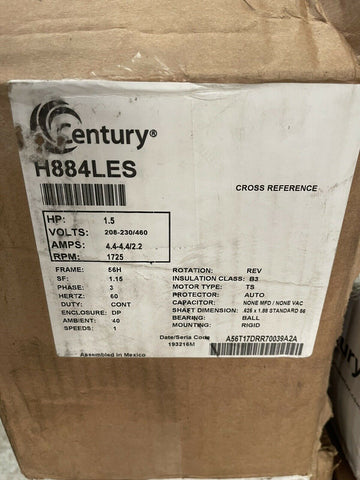 Century®
H884LES
CROSS REFERENCE
HP: 1.5
VOLTS: 208-230/460
AMPS: 4.4-4.4/2.2
RPM: 1725
FRAME: 56H
SF: 1.15
PHASE: 3
HERTZ: 60
DUTY: CONT
ENCLOSURE: DP
AMBIENT: 40
SPEEDS: 1
ROTATION: REV
INSULATION CLASS: B3
MOTOR TYPE: TS
PROTECTOR: AUTO
CAPACITOR: NONE MFD / NONE VAC
SHAFT DIMENSION: .625 x 1.88 STANDARD 56
BEARING: BALL
MOUNTING: RIGID
Date/Serial Code
193216M
A56T17DRR70039A2A
Assembled in Mexico